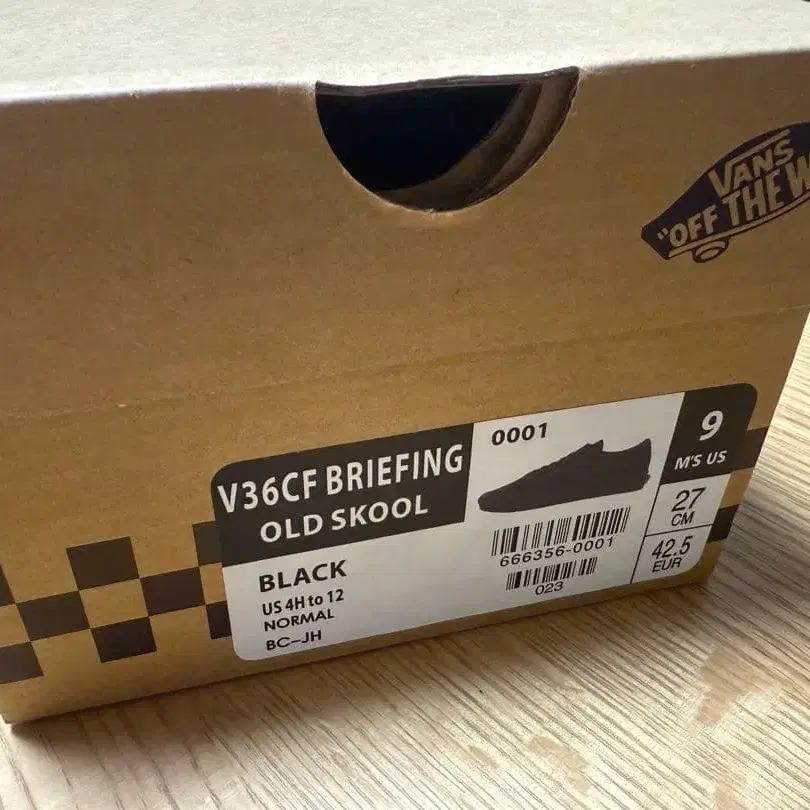 VANS
"OFF THE W
V36CF BRIEFING
OLD SKOOL
0001
9
M'S US
27
CM
42.5
EUR
666356-0001
023
BLACK
US 4H to 12
NORMAL
BC-JH